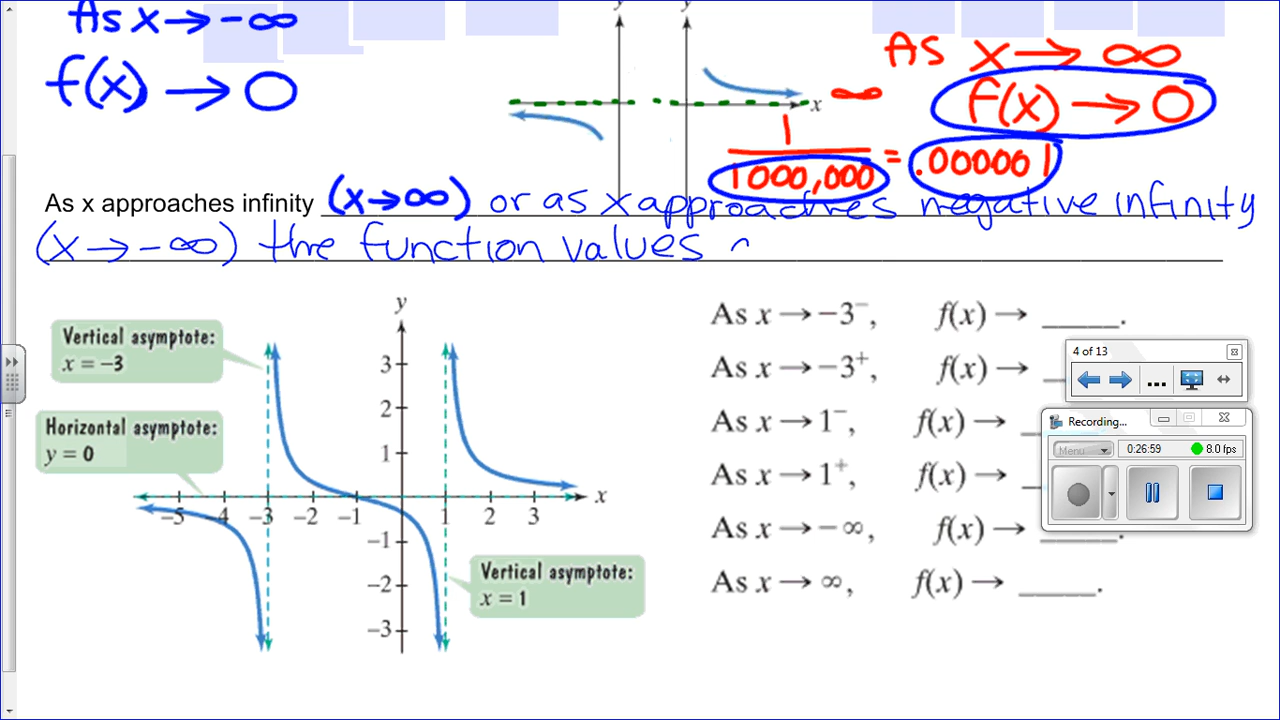 As x → -∞
f(x) → 0
y
y
As x → ∞
f(x) → 0
x
∞
1
1000,000
= .000001
As x approaches infinity (x→∞) or as x approaches negative infinity
(x → -∞) the function values
Vertical asymptote:
x = −3
Horizontal asymptote:
y = 0
Vertical asymptote:
x = 1
y
x
3
2
1
−1
−2
−3
−5 −4 −3 −2 −1 1 2 3
As x → −3⁻, f(x) → _____.
As x → −3⁺, f(x) → _
As x → 1⁻, f(x) → _
As x → 1⁺, f(x) → _
As x → −∞, f(x) → _____.
As x → ∞, f(x) → _____.
4 of 13
...
Recording...
Menu
0:26:59
8.0 fps